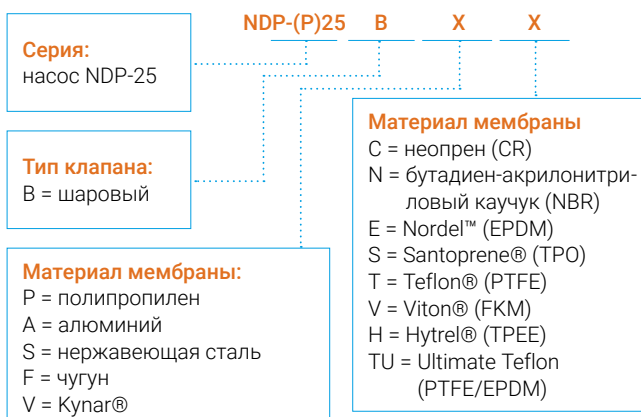 NDP-(P)25 B X X
Серия:
насос NDP-25
Тип клапана:
B = шаровый
Материал мембраны:
P = полипропилен
A = алюминий
S = нержавеющая сталь
F = чугун
V = Kynar®
Материал мембраны
C = неопрен (CR)
N = бутадиен-акрилонитри-
ловый каучук (NBR)
E = Nordel™ (EPDM)
S = Santoprene® (TPO)
T = Teflon® (PTFE)
V = Viton® (FKM)
H = Hytrel® (TPEE)
TU = Ultimate Teflon
(PTFE/EPDM)